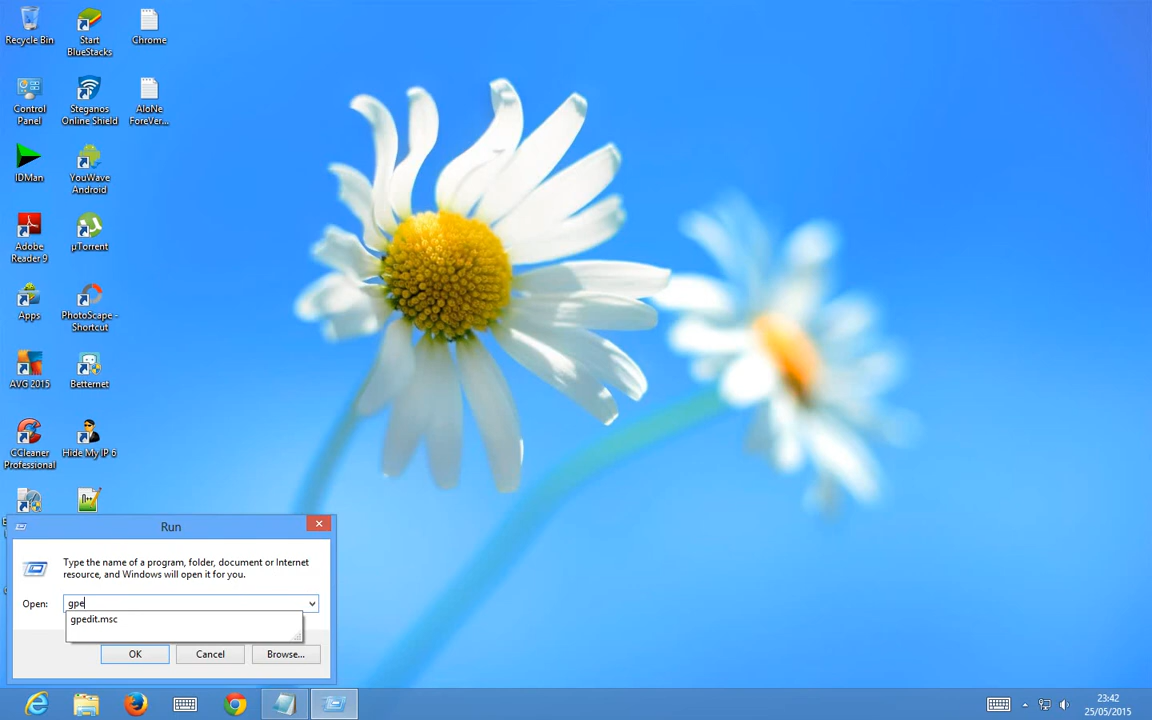 Recycle Bin
Start
BlueStacks
Chrome
Control
Panel
Steganos
Online Shield
AloNe
ForeVer...
IDMan
YouWave
Android
Adobe
Reader 9
µTorrent
Apps
PhotoScape -
Shortcut
AVG 2015
Betternet
CCleaner
Professional
Hide My IP 6
Run
Type the name of a program, folder, document or Internet
resource, and Windows will open it for you.
Open:
gpe
gpedit.msc
OK
Cancel
Browse...
23:42
25/05/2015